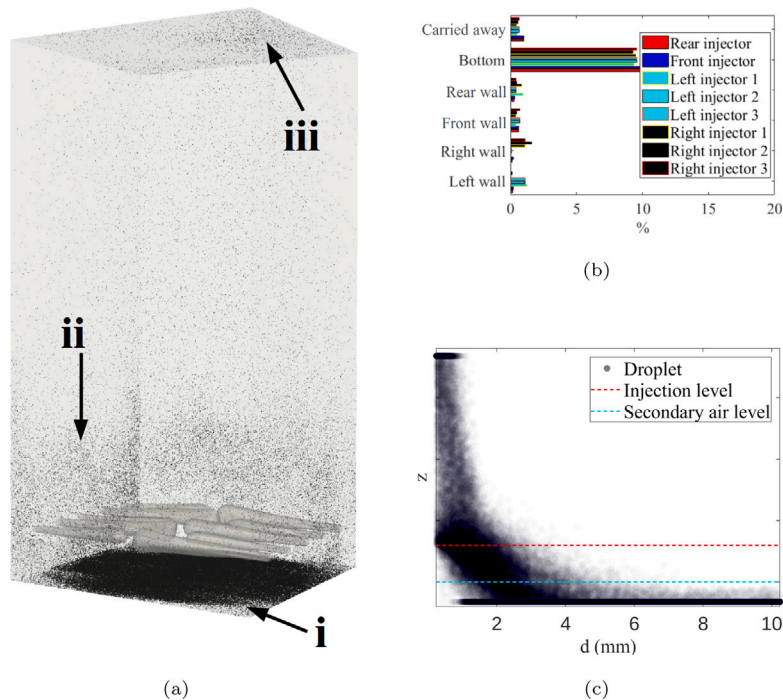 iii
ii
i
(a)
Carried away
Bottom
Rear wall
Front wall
Right wall
Left wall
0 5 10 15 20
%
Rear injector
Front injector
Left injector 1
Left injector 2
Left injector 3
Right injector 1
Right injector 2
Right injector 3
(b)
Droplet
Injection level
Secondary air level
z
2 4 6 8 10
d (mm)
(c)